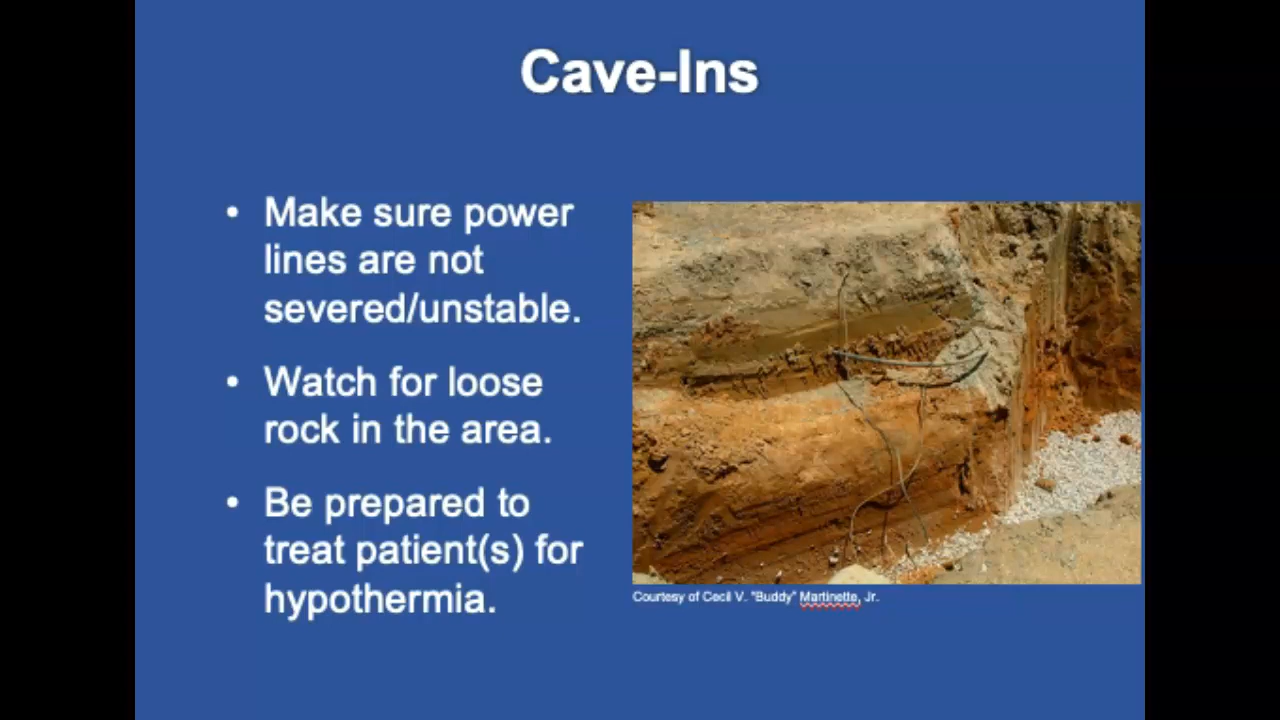 Cave-Ins
• Make sure power
lines are not
severed/unstable.
• Watch for loose
rock in the area.
• Be prepared to
treat patient(s) for
hypothermia.
Courtesy of Cecil V. "Buddy" Martinette, Jr.